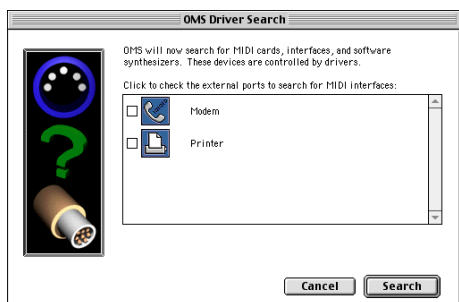 OMS Driver Search
OMS will now search for MIDI cards, interfaces, and software
synthesizers. These devices are controlled by drivers.
Click to check the external ports to search for MIDI interfaces:
Modem
Printer
Cancel
Search